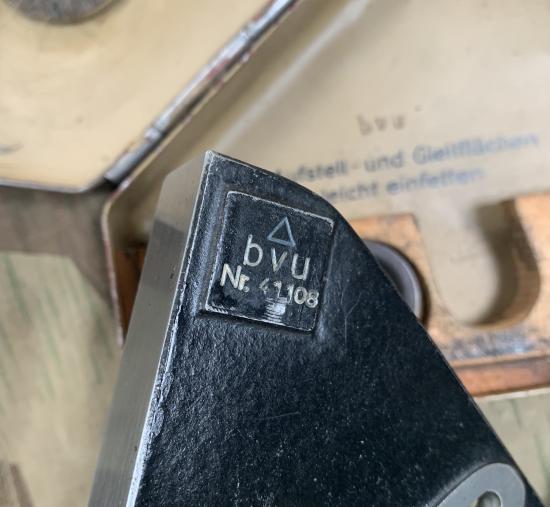 bvu
ufstell- und Gleitflächen
leicht einfetten
bvu
Nr. 41108